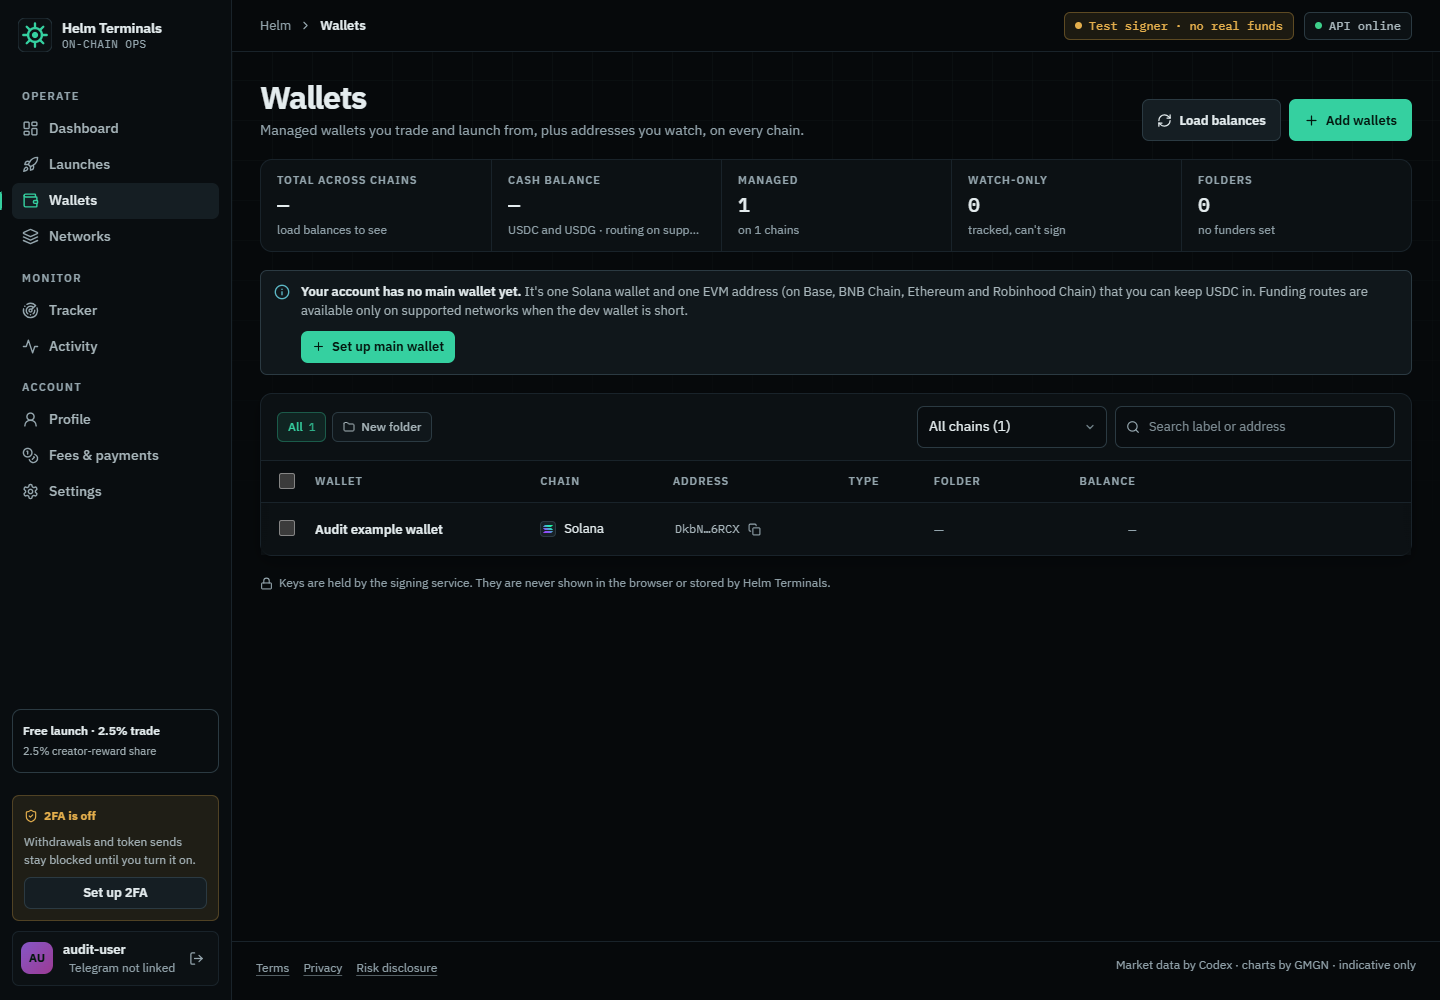 Helm Terminals
ON-CHAIN OPS
OPERATE
Dashboard
Launches
Wallets
Networks
MONITOR
Tracker
Activity
ACCOUNT
Profile
Fees & payments
Settings
Free launch · 2.5% trade
2.5% creator-reward share
2FA is off
Withdrawals and token sends
stay blocked until you turn it on.
Set up 2FA
AU
audit-user
Telegram not linked
Helm > Wallets
Test signer · no real funds
API online
Wallets
Managed wallets you trade and launch from, plus addresses you watch, on every chain.
Load balances
+ Add wallets
TOTAL ACROSS CHAINS
—
load balances to see
CASH BALANCE
—
USDC and USDG · routing on supp…
MANAGED
1
on 1 chains
WATCH-ONLY
0
tracked, can't sign
FOLDERS
0
no funders set
Your account has no main wallet yet. It's one Solana wallet and one EVM address (on Base, BNB Chain, Ethereum and Robinhood Chain) that you can keep USDC in. Funding routes are
available only on supported networks when the dev wallet is short.
+ Set up main wallet
All 1
New folder
All chains (1)
Search label or address
WALLET CHAIN ADDRESS TYPE FOLDER BALANCE
Audit example wallet Solana DkbN…6RCX — —
Keys are held by the signing service. They are never shown in the browser or stored by Helm Terminals.
Terms Privacy Risk disclosure
Market data by Codex · charts by GMGN · indicative only